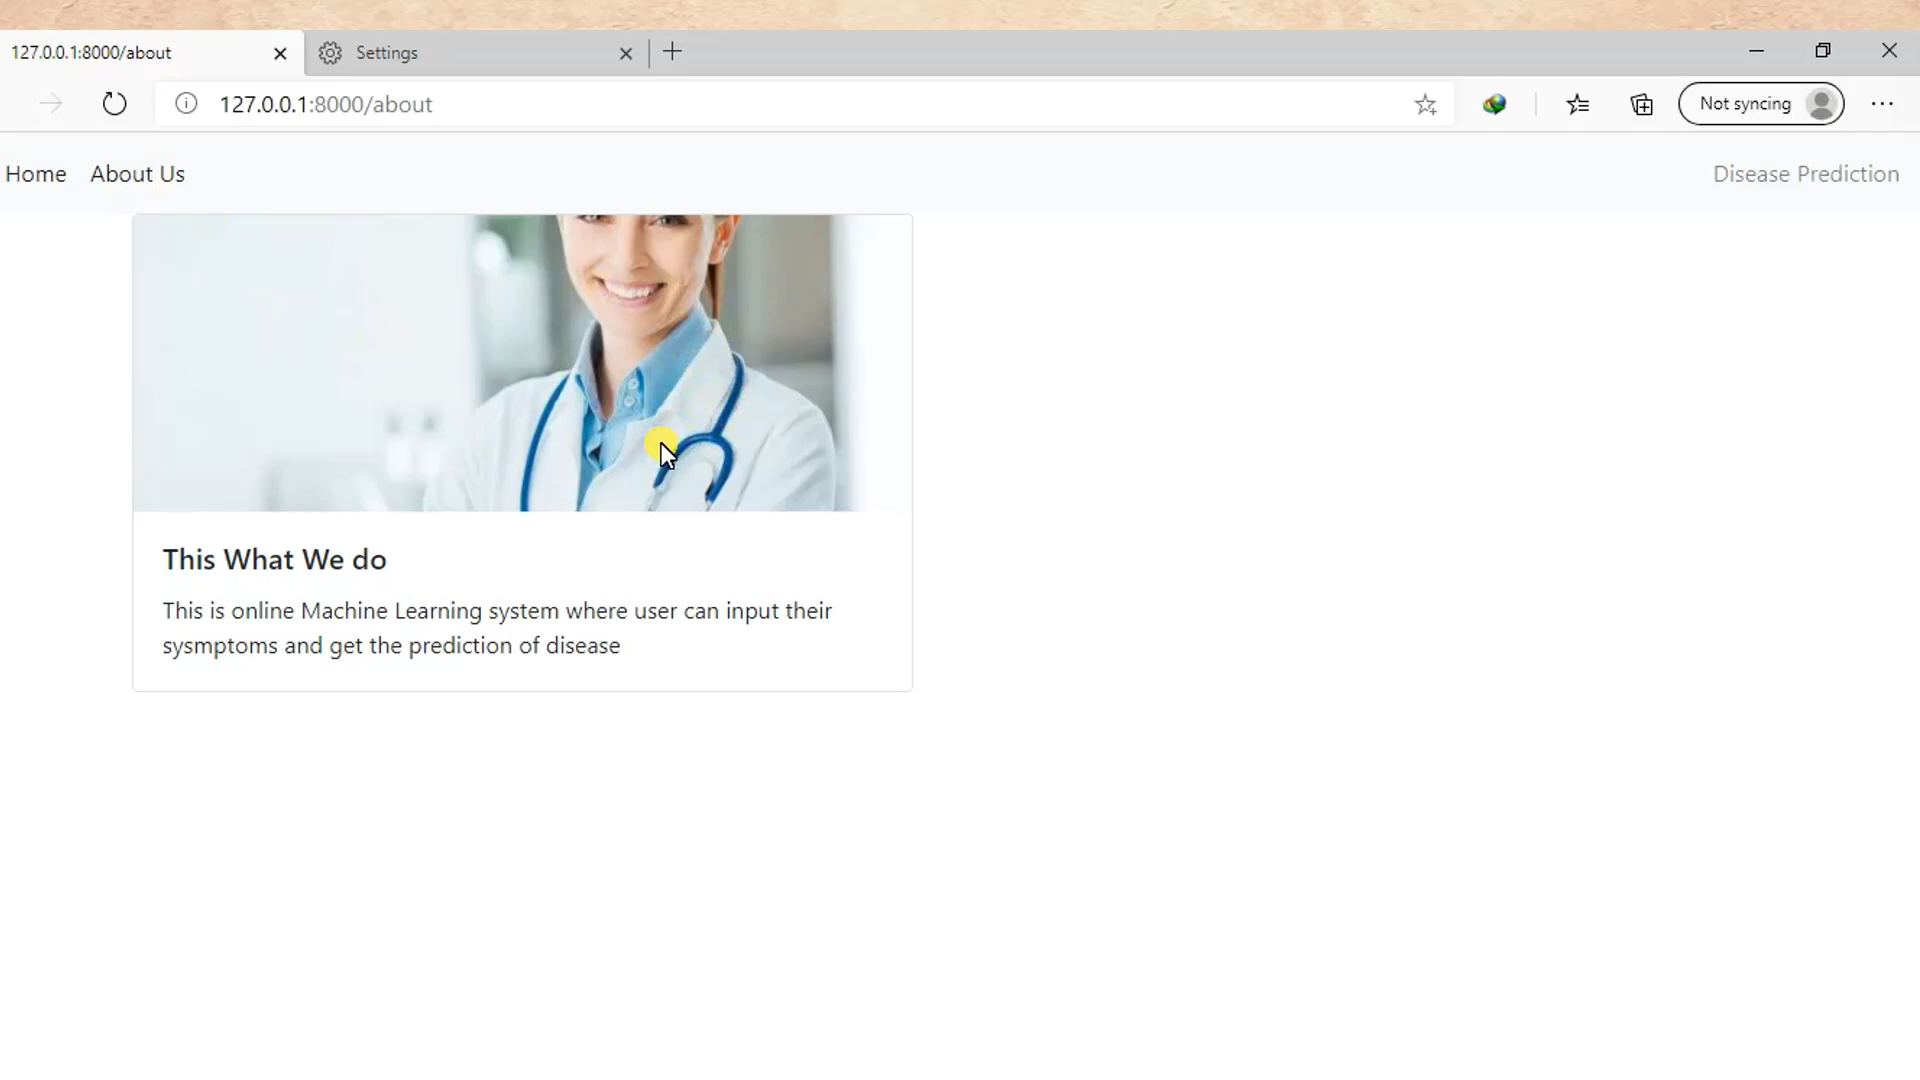 127.0.0.1:8000/about
Settings
127.0.0.1:8000/about
Not syncing
Home
About Us
Disease Prediction
This What We do
This is online Machine Learning system where user can input their
sysmptoms and get the prediction of disease